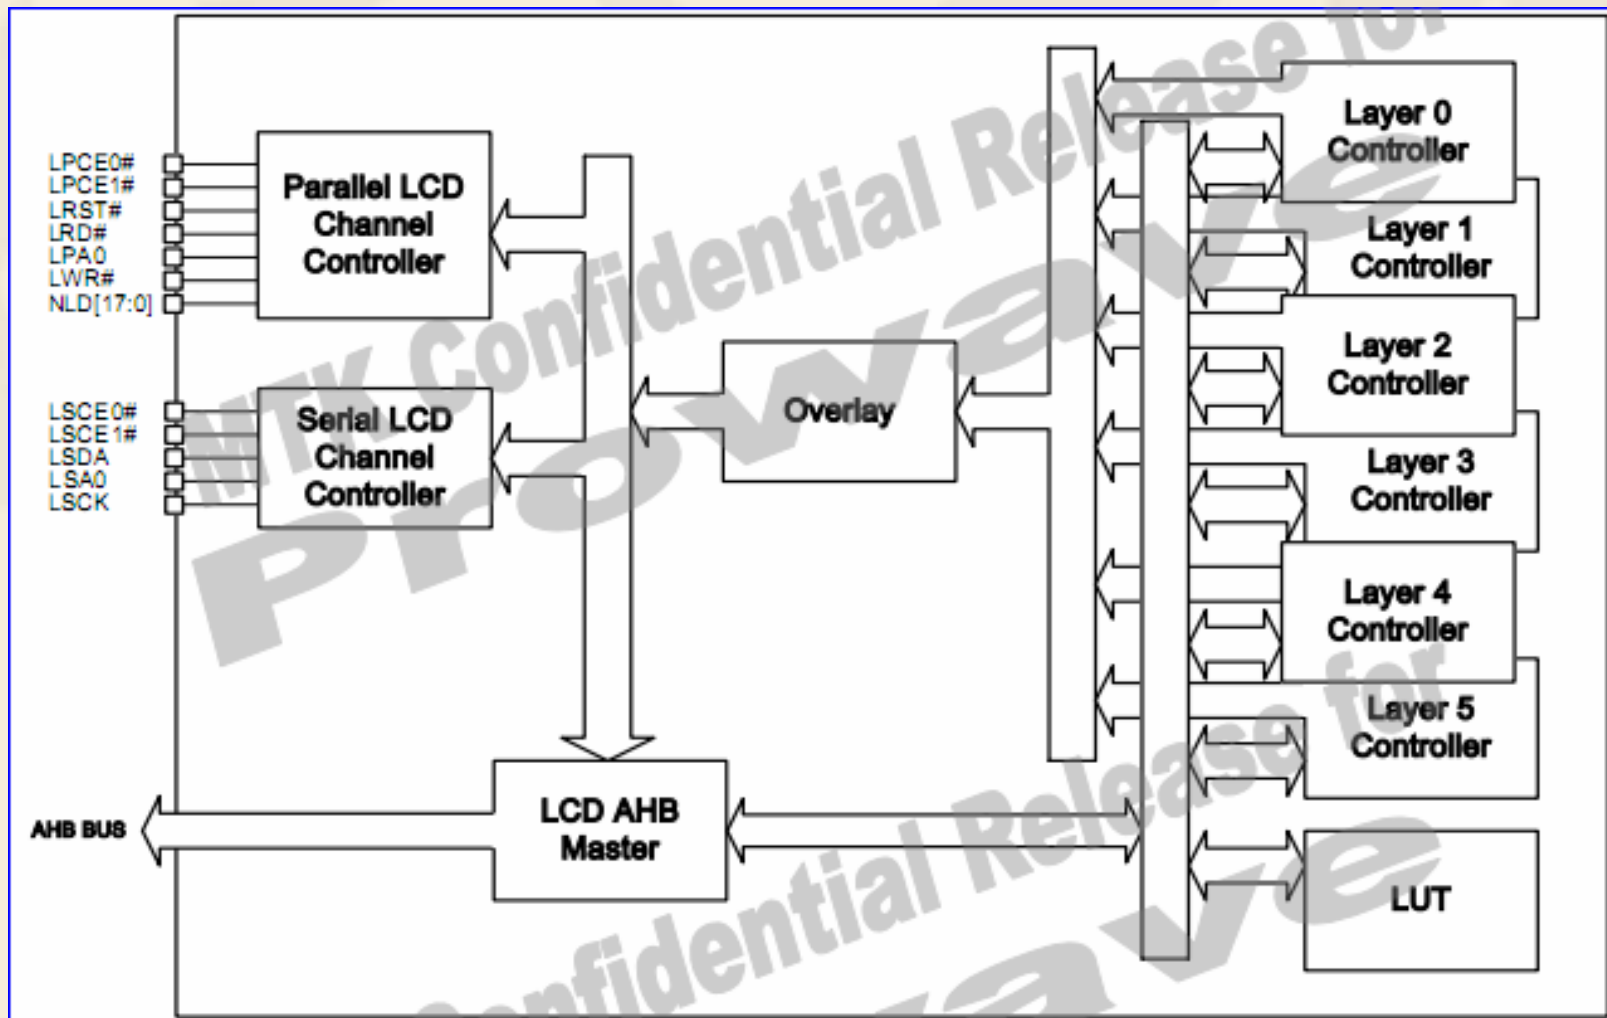 LPCE0#
LPCE1#
LRST#
LRD#
LPA0
LWR#
NLD[17:0]
Parallel LCD
Channel
Controller
LSCE0#
LSCE1#
LSDA
LSA0
LSCK
Serial LCD
Channel
Controller
Overlay
Layer 0
Controller
Layer 1
Controller
Layer 2
Controller
Layer 3
Controller
Layer 4
Controller
Layer 5
Controller
AHB BUS
LCD AHB
Master
LUT
MTK Confidential Release for
Prowave
Confidential Release for
wave